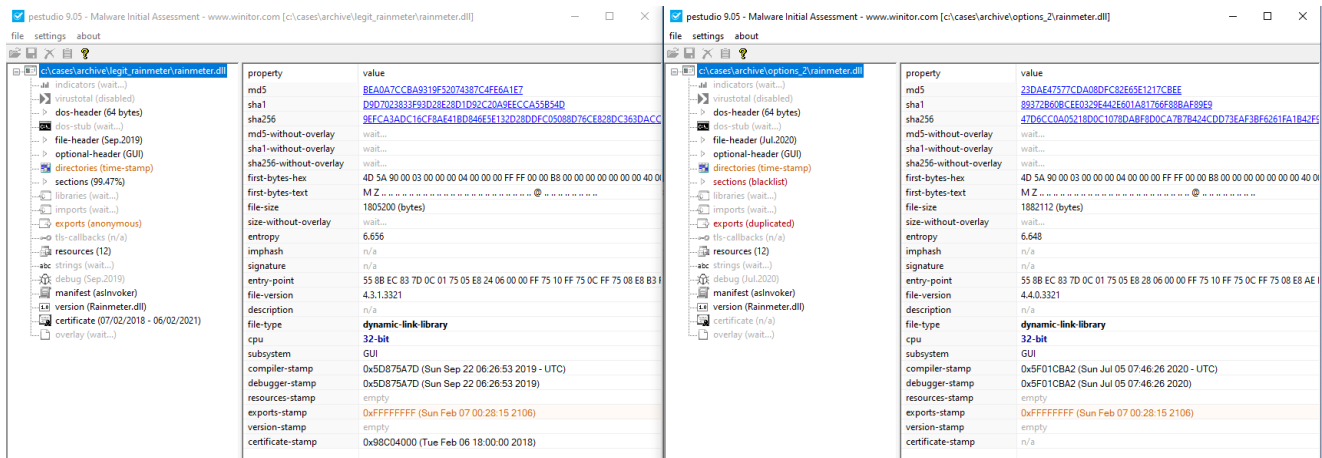 pestudio 9.05 - Malware Initial Assessment - www.winitor.com [c:\cases\archive\legit_rainmeter\rainmeter.dll]
file settings about
c:\cases\archive\legit_rainmeter\rainmeter.dll
indicators (wait...)
virustotal (disabled)
dos-header (64 bytes)
dos-stub (wait...)
file-header (Sep.2019)
optional-header (GUI)
directories (time-stamp)
sections (99.47%)
libraries (wait...)
imports (wait...)
exports (anonymous)
tls-callbacks (n/a)
resources (12)
abc strings (wait...)
debug (Sep.2019)
manifest (asInvoker)
version (Rainmeter.dll)
certificate (07/02/2018 - 06/02/2021)
overlay (wait...)
property value
md5 BEA0A7CCBA9319F52074387C4FE6A1E7
sha1 D9D7023833F93D28E28D1D92C20A9EECCA55B54D
sha256 9EFCA3ADC16CF8AE41BD846E5E132D28DDFC05088D76CE828DC363DACC
md5-without-overlay wait...
sha1-without-overlay wait...
sha256-without-overlay wait...
first-bytes-hex 4D 5A 90 00 03 00 00 00 04 00 00 00 FF FF 00 00 B8 00 00 00 00 00 00 00 40 00
first-bytes-text M Z .. .. .. .. .. .. .. .. .. .. .. .. .. .. .. .. .. .. .. .. @ .. .. .. .. .. .. ..
file-size 1805200 (bytes)
size-without-overlay wait...
entropy 6.656
imphash n/a
signature n/a
entry-point 55 8B EC 83 7D 0C 01 75 05 E8 24 06 00 00 FF 75 10 FF 75 0C FF 75 08 E8 B3
file-version 4.3.1.3321
description n/a
file-type dynamic-link-library
cpu 32-bit
subsystem GUI
compiler-stamp 0x5D875A7D (Sun Sep 22 06:26:53 2019 - UTC)
debugger-stamp 0x5D875A7D (Sun Sep 22 06:26:53 2019)
resources-stamp empty
exports-stamp 0xFFFFFFFF (Sun Feb 07 00:28:15 2106)
version-stamp empty
certificate-stamp 0x98C04000 (Tue Feb 06 18:00:00 2018)
pestudio 9.05 - Malware Initial Assessment - www.winitor.com [c:\cases\archive\options_2\rainmeter.dll]
file settings about
c:\cases\archive\options_2\rainmeter.dll
indicators (wait...)
virustotal (disabled)
dos-header (64 bytes)
dos-stub (wait...)
file-header (Jul.2020)
optional-header (GUI)
directories (time-stamp)
sections (blacklist)
libraries (wait...)
imports (wait...)
exports (duplicated)
tls-callbacks (n/a)
resources (12)
abc strings (wait...)
debug (Jul.2020)
manifest (asInvoker)
version (Rainmeter.dll)
certificate (n/a)
overlay (wait...)
property value
md5 23DAE47577CDA08DFC82E65E1217CBEE
sha1 89372B60BCEE0329E442E601A81766F88BAF89E9
sha256 47D6CC0A05218D0C1078DABF8D0CA7B7B424CDD73EAF3BF6261FA1B42F9
md5-without-overlay wait...
sha1-without-overlay wait...
sha256-without-overlay wait...
first-bytes-hex 4D 5A 90 00 03 00 00 00 04 00 00 00 FF FF 00 00 B8 00 00 00 00 00 00 00 40 00
first-bytes-text M Z .. .. .. .. .. .. .. .. .. .. .. .. .. .. .. .. .. .. .. .. @ .. .. .. .. .. .. ..
file-size 1882112 (bytes)
size-without-overlay wait...
entropy 6.648
imphash n/a
signature n/a
entry-point 55 8B EC 83 7D 0C 01 75 05 E8 28 06 00 00 FF 75 10 FF 75 0C FF 75 08 E8 AE
file-version 4.4.0.3321
description n/a
file-type dynamic-link-library
cpu 32-bit
subsystem GUI
compiler-stamp 0x5F01CBA2 (Sun Jul 05 07:46:26 2020 - UTC)
debugger-stamp 0x5F01CBA2 (Sun Jul 05 07:46:26 2020)
resources-stamp empty
exports-stamp 0xFFFFFFFF (Sun Feb 07 00:28:15 2106)
version-stamp empty
certificate-stamp n/a